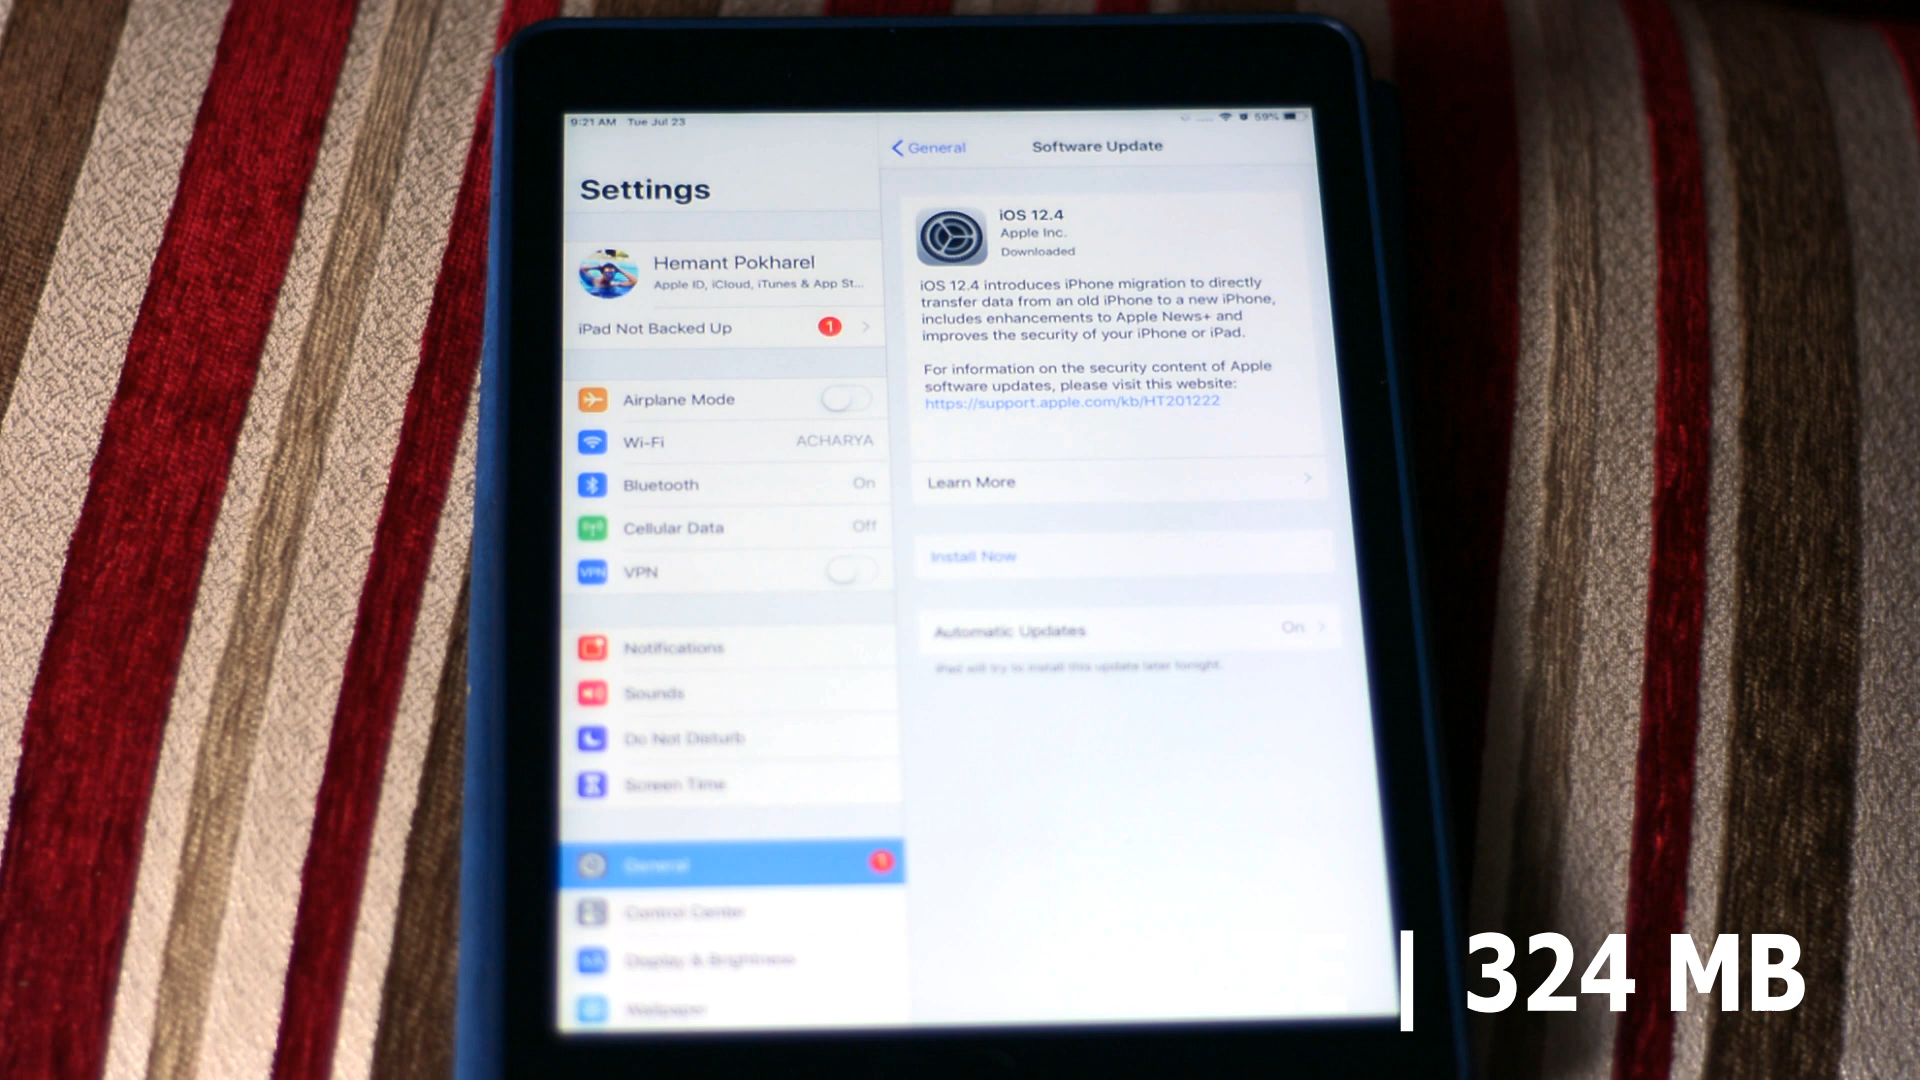 9:21 AM Tue Jul 23
59%
Settings
Hemant Pokharel
Apple ID, iCloud, iTunes & App St...
iPad Not Backed Up 1
Airplane Mode
Wi-Fi ACHARYA
Bluetooth On
Cellular Data Off
VPN VPN
Notifications
Sounds
Do Not Disturb
Screen Time
General 1
Control Center
Display & Brightness
Wallpaper
General
Software Update
iOS 12.4
Apple Inc.
Downloaded
iOS 12.4 introduces iPhone migration to directly
transfer data from an old iPhone to a new iPhone,
includes enhancements to Apple News+ and
improves the security of your iPhone or iPad.
For information on the security content of Apple
software updates, please visit this website:
https://support.apple.com/kb/HT201222
Learn More
Install Now
Automatic Updates On
iPad will try to install this update later tonight.
| 324 MB